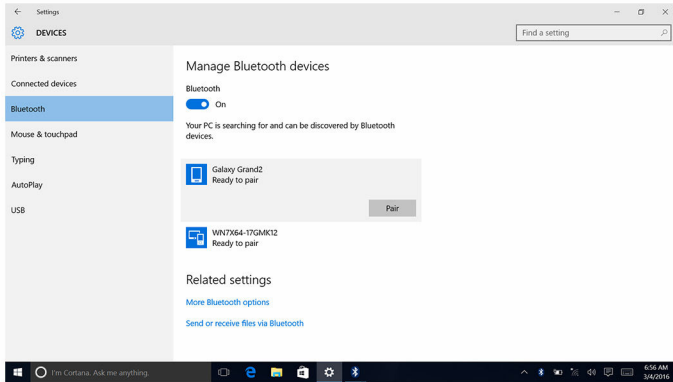 Settings
DEVICES
Find a setting
Printers & scanners
Connected devices
Bluetooth
Mouse & touchpad
Typing
AutoPlay
USB
Manage Bluetooth devices
Bluetooth
On
Your PC is searching for and can be discovered by Bluetooth
devices.
Galaxy Grand2
Ready to pair
Pair
WN7X64-17GMK12
Ready to pair
Related settings
More Bluetooth options
Send or receive files via Bluetooth
I'm Cortana. Ask me anything.
6:56 AM
3/4/2016